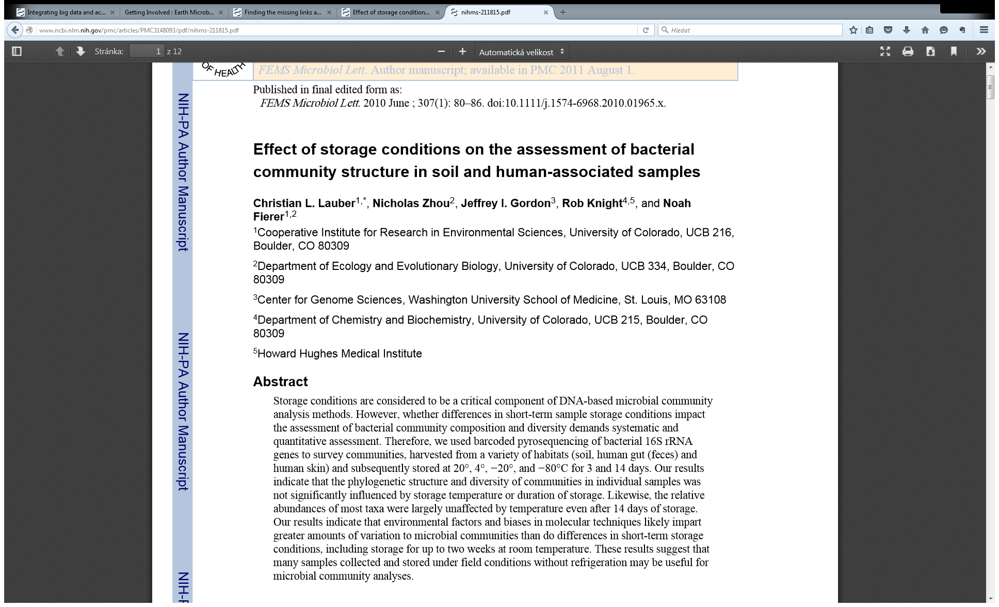 Integrating big data and ac...
Getting Involved : Earth Microb...
Finding the missing links a...
Effect of storage condition...
nihms-211815.pdf
www.ncbi.nlm.nih.gov/pmc/articles/PMC3148093/pdf/nihms-211815.pdf
Hledat
Stránka: 1 z 12
Automatická velikost
OF HEALTH
FEMS Microbiol Lett. Author manuscript; available in PMC 2011 August 1.
Published in final edited form as:
FEMS Microbiol Lett. 2010 June ; 307(1): 80–86. doi:10.1111/j.1574-6968.2010.01965.x.
NIH-PA Author Manuscript
NIH-PA Author Manuscript
Effect of storage conditions on the assessment of bacterial
community structure in soil and human-associated samples
Christian L. Lauber1,*, Nicholas Zhou2, Jeffrey I. Gordon3, Rob Knight4,5, and Noah
Fierer1,2
1Cooperative Institute for Research in Environmental Sciences, University of Colorado, UCB 216,
Boulder, CO 80309
2Department of Ecology and Evolutionary Biology, University of Colorado, UCB 334, Boulder, CO
80309
3Center for Genome Sciences, Washington University School of Medicine, St. Louis, MO 63108
4Department of Chemistry and Biochemistry, University of Colorado, UCB 215, Boulder, CO
80309
5Howard Hughes Medical Institute
Abstract
Storage conditions are considered to be a critical component of DNA-based microbial community
analysis methods. However, whether differences in short-term sample storage conditions impact
the assessment of bacterial community composition and diversity demands systematic and
quantitative assessment. Therefore, we used barcoded pyrosequencing of bacterial 16S rRNA
genes to survey communities, harvested from a variety of habitats (soil, human gut (feces) and
human skin) and subsequently stored at 20°, 4°, −20°, and −80°C for 3 and 14 days. Our results
indicate that the phylogenetic structure and diversity of communities in individual samples was
not significantly influenced by storage temperature or duration of storage. Likewise, the relative
abundances of most taxa were largely unaffected by temperature even after 14 days of storage.
Our results indicate that environmental factors and biases in molecular techniques likely impart
greater amounts of variation to microbial communities than do differences in short-term storage
conditions, including storage for up to two weeks at room temperature. These results suggest that
many samples collected and stored under field conditions without refrigeration may be useful for
microbial community analyses.
NIH-P